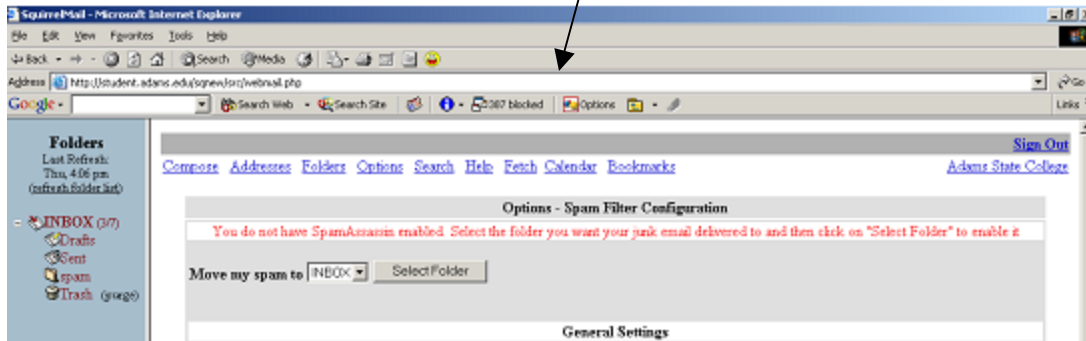 SquirrelMail - Microsoft Internet Explorer
File Edit View Favorites Tools Help
Back Search Media
Address http://student.adams.edu/sqnew/src/webmail.php Go
Google Search Web Search Site blocked Options Links
Folders
Last Refresh:
Thu, 4:06 pm
(refresh folder list)
INBOX (3/7)
Drafts
Sent
spam
Trash (purge)
Sign Out
Compose Addresses Folders Options Search Help Fetch Calendar Bookmarks Adams State College
Options - Spam Filter Configuration
You do not have SpamAssassin enabled. Select the folder you want your junk email delivered to and then click on "Select Folder" to enable it
Move my spam to INBOX Select Folder
General Settings